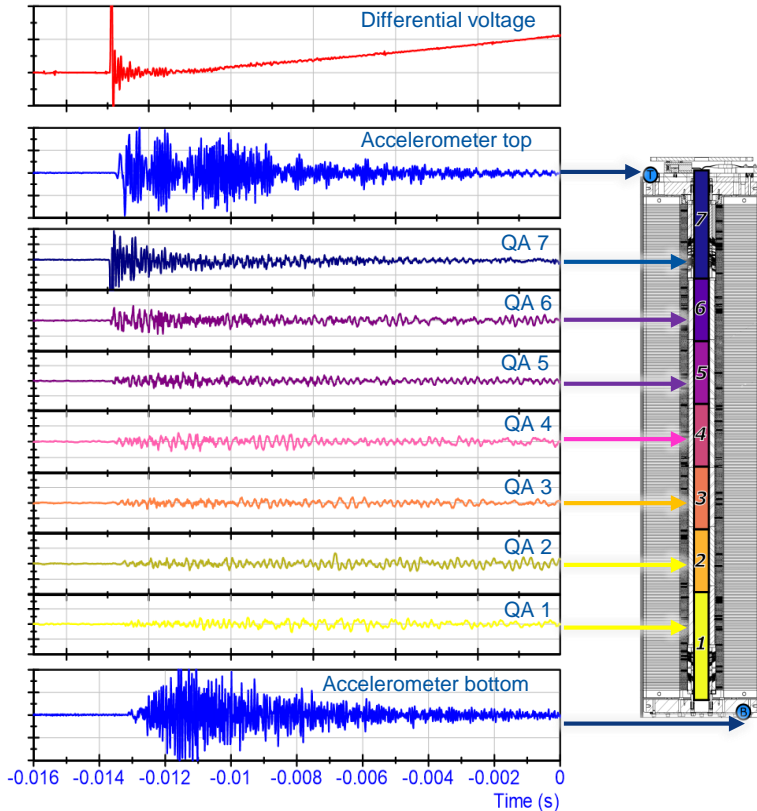 Differential voltage
Accelerometer top
T
QA 7
7
QA 6
6
QA 5
5
QA 4
4
QA 3
3
QA 2
2
QA 1
1
Accelerometer bottom
B
-0.016 -0.014 -0.012 -0.01 -0.008 -0.006 -0.004 -0.002 0
Time (s)